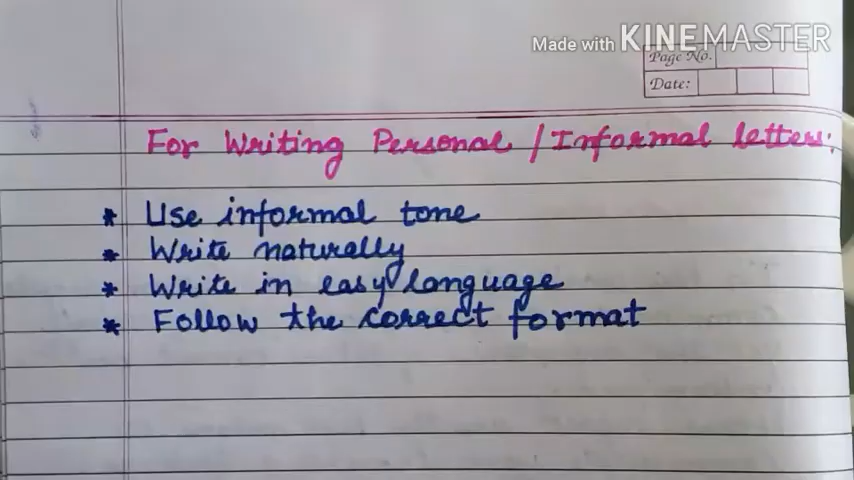 Made with KINEMASTER
Page No.
Date:
For Writing Personal / Informal letters:
* Use informal tone
* Write naturally
* Write in easy language
* Follow the correct format